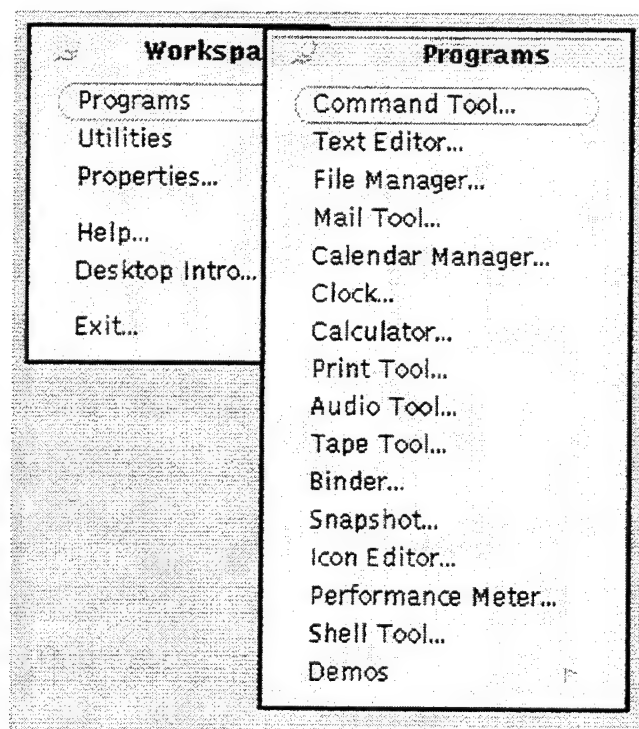 Workspa
Programs
Utilities
Properties...
Help...
Desktop Intro...
Exit...
Programs
Command Tool...
Text Editor...
File Manager...
Mail Tool...
Calendar Manager...
Clock...
Calculator...
Print Tool...
Audio Tool...
Tape Tool...
Binder...
Snapshot...
Icon Editor...
Performance Meter...
Shell Tool...
Demos